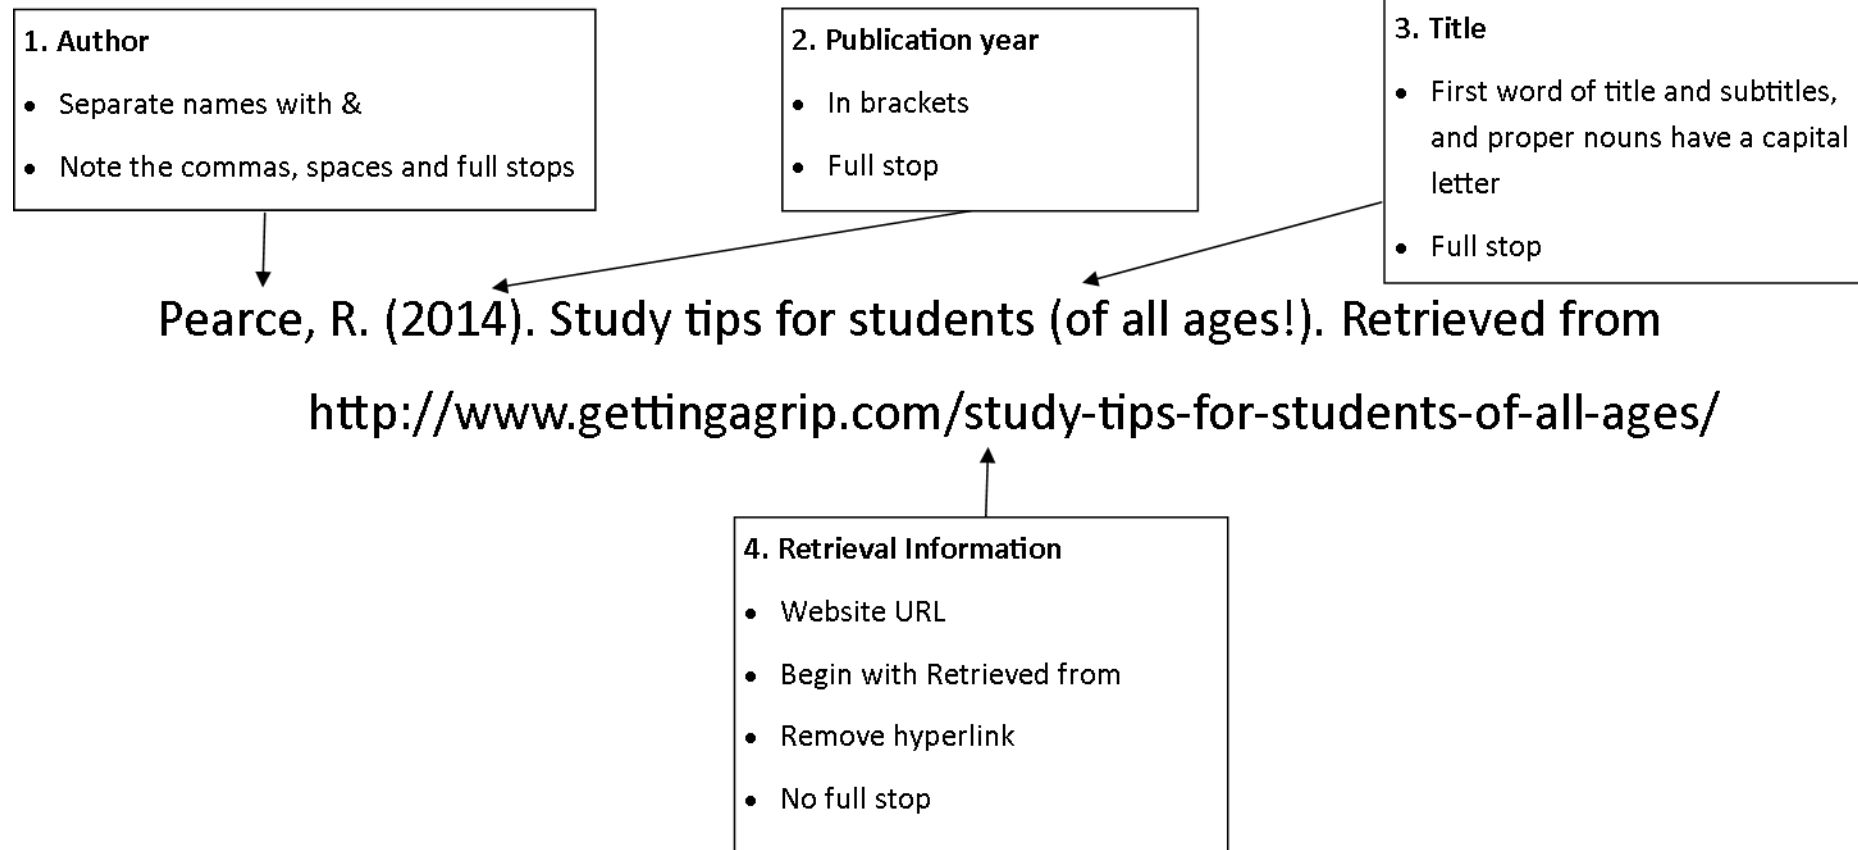 1. Author
• Separate names with &
• Note the commas, spaces and full stops
2. Publication year
• In brackets
• Full stop
3. Title
• First word of title and subtitles,
and proper nouns have a capital
letter
• Full stop
Pearce, R. (2014). Study tips for students (of all ages!). Retrieved from
http://www.gettingagrip.com/study-tips-for-students-of-all-ages/
4. Retrieval Information
• Website URL
• Begin with Retrieved from
• Remove hyperlink
• No full stop